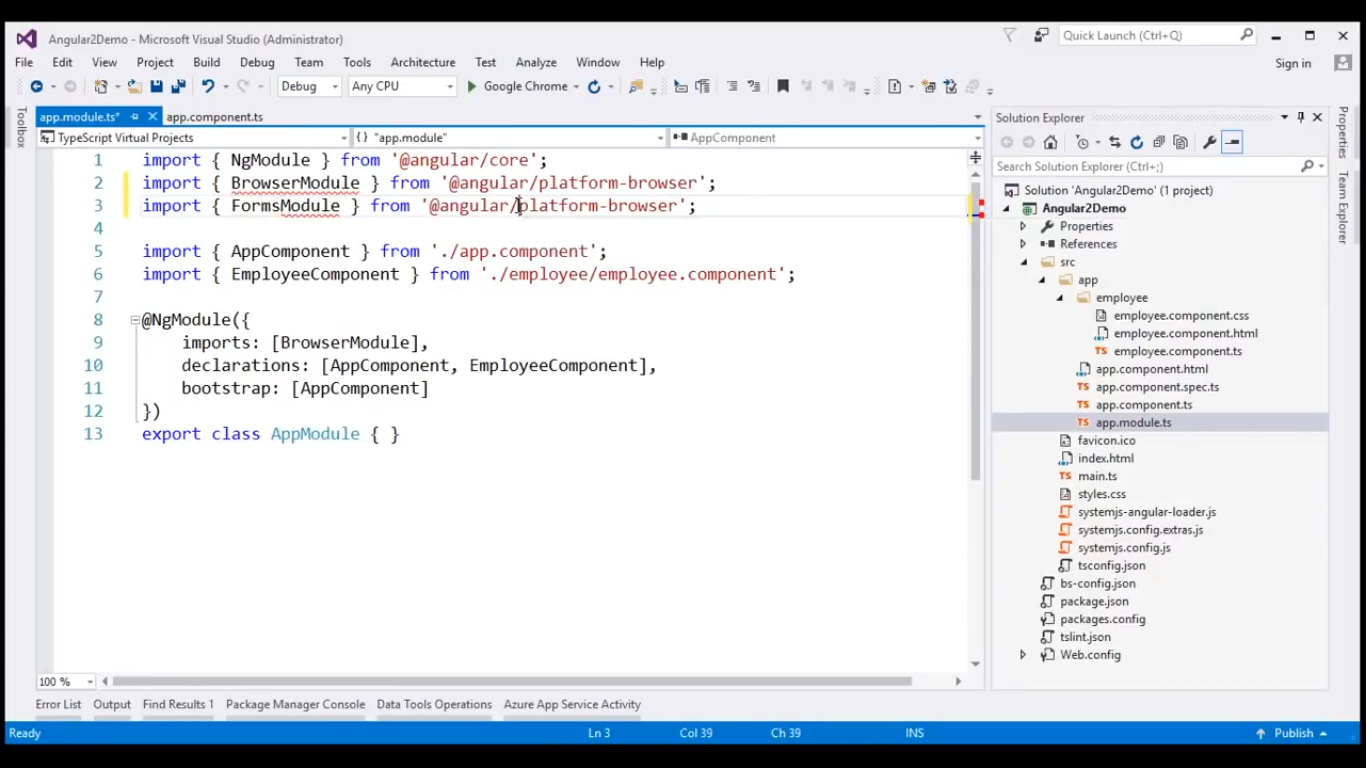 Angular2Demo - Microsoft Visual Studio (Administrator)
Quick Launch (Ctrl+Q)
File Edit View Project Build Debug Team Tools Architecture Test Analyze Window Help
Sign in
Debug Any CPU Google Chrome
Toolbox
app.module.ts* app.component.ts
TypeScript Virtual Projects {} "app.module" AppComponent
1 import { NgModule } from '@angular/core';
2 import { BrowserModule } from '@angular/platform-browser';
3 import { FormsModule } from '@angular/platform-browser';
4
5 import { AppComponent } from './app.component';
6 import { EmployeeComponent } from './employee/employee.component';
7
8 @NgModule({
9 imports: [BrowserModule],
10 declarations: [AppComponent, EmployeeComponent],
11 bootstrap: [AppComponent]
12 })
13 export class AppModule { }
100 %
Solution Explorer
Search Solution Explorer (Ctrl+;)
Solution 'Angular2Demo' (1 project)
Angular2Demo
Properties
References
src
app
employee
employee.component.css
employee.component.html
TS employee.component.ts
app.component.html
TS app.component.spec.ts
TS app.component.ts
TS app.module.ts
favicon.ico
index.html
TS main.ts
styles.css
systemjs-angular-loader.js
systemjs.config.extras.js
systemjs.config.js
tsconfig.json
bs-config.json
package.json
packages.config
tslint.json
Web.config
Properties
Team Explorer
Error List Output Find Results 1 Package Manager Console Data Tools Operations Azure App Service Activity
Ready Ln 3 Col 39 Ch 39 INS Publish